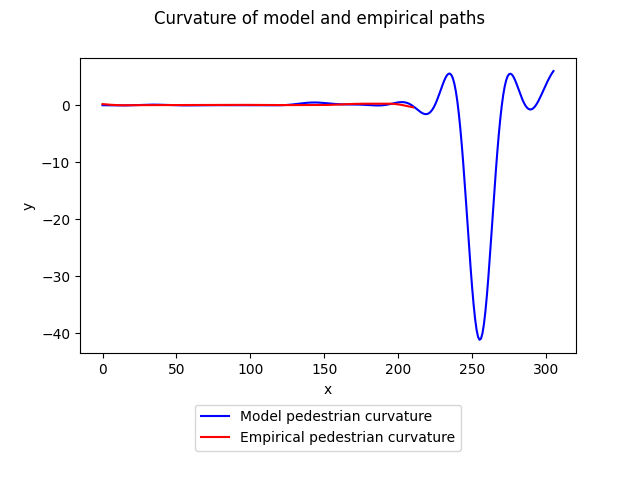 Curvature of model and empirical paths
0
−10
−20
−30
−40
y
0 50 100 150 200 250 300
x
Model pedestrian curvature
Empirical pedestrian curvature